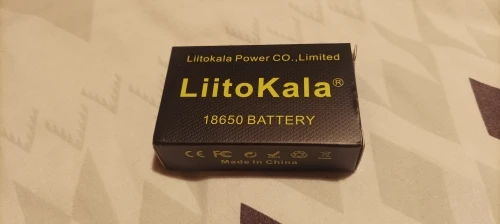 Liitokala Power CO.,Limited
LiitoKala®
18650 BATTERY
CE FC
Made In China